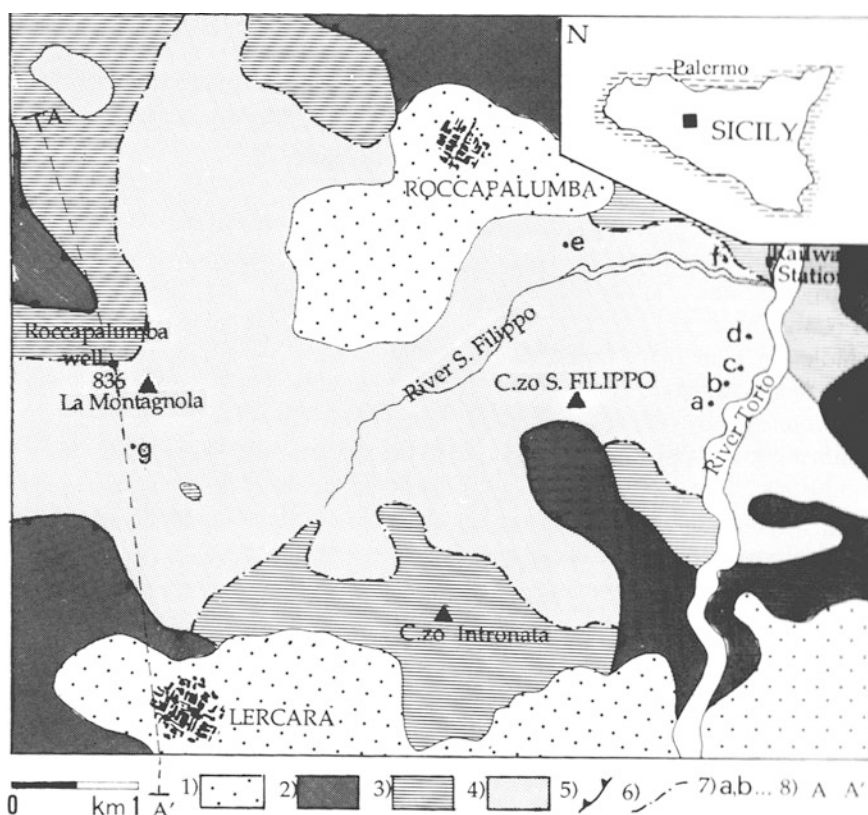 N
Palermo
SICILY
A
ROCCAPALUMBA
e
f
Railway
Station
Roccapalumba
well
836
La Montagnola
River S. Filippo
C.zo S. FILIPPO
d
c
b
a
River Torto
g
C.zo Intronata
LERCARA
0 km 1
A'
1) 2) 3) 4) 5) 6) 7) a,b... 8) A A'